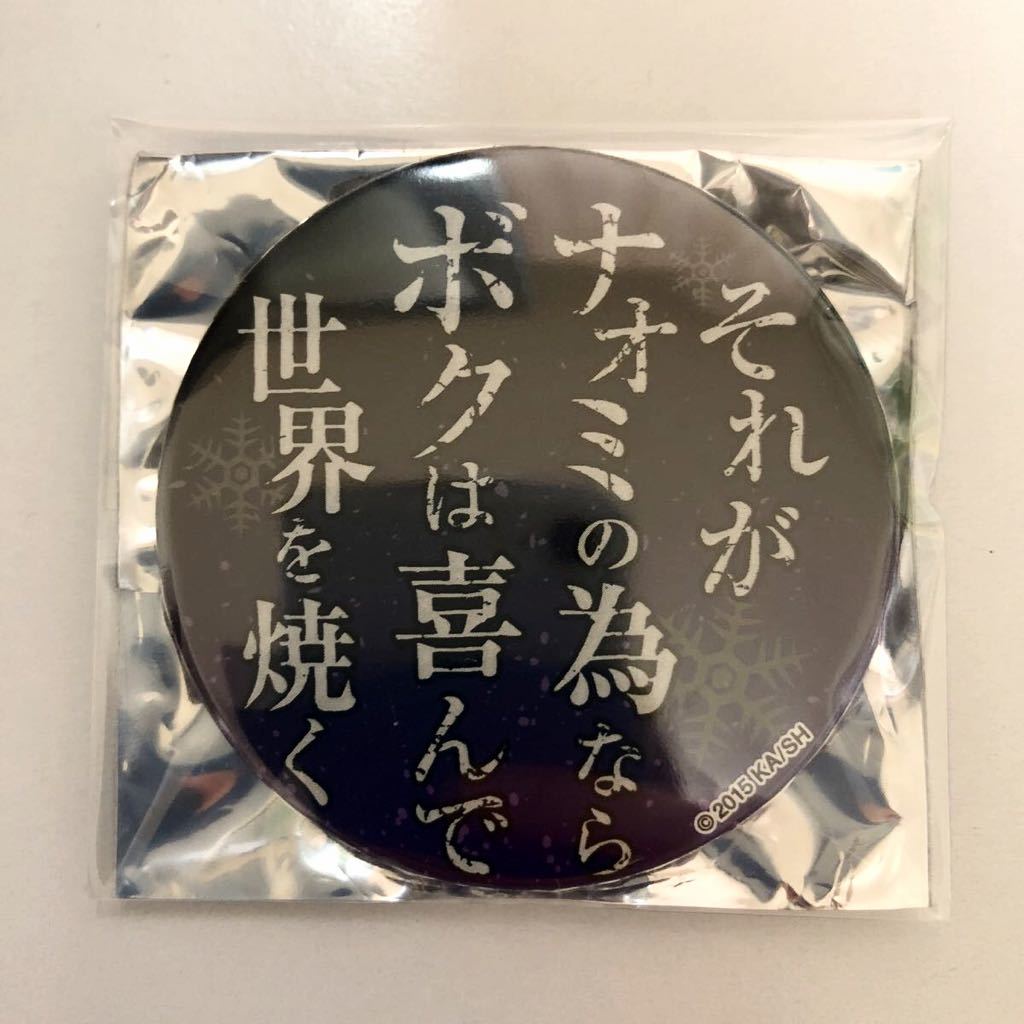 それが
ナオミの為なら
ボクは喜んで
世界を焼く
©2015 KA/SH